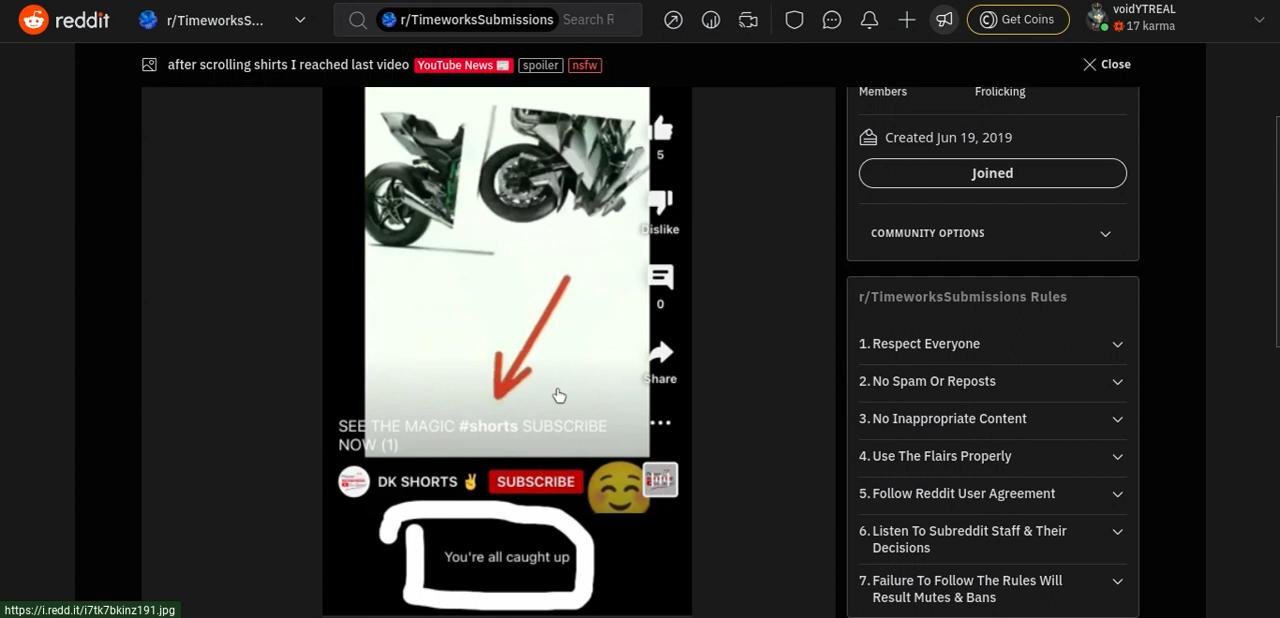 reddit
r/TimeworksS...
r/TimeworksSubmissions
Search R
Get Coins
voidYTREAL
17 karma
after scrolling shirts I reached last video
YouTube News
spoiler
nsfw
Close
5
Dislike
0
Share
SEE THE MAGIC #shorts SUBSCRIBE
NOW (1)
DK SHORTS
SUBSCRIBE
You're all caught up
Members
Frolicking
Created Jun 19, 2019
Joined
COMMUNITY OPTIONS
r/TimeworksSubmissions Rules
1. Respect Everyone
2. No Spam Or Reposts
3. No Inappropriate Content
4. Use The Flairs Properly
5. Follow Reddit User Agreement
6. Listen To Subreddit Staff & Their
Decisions
7. Failure To Follow The Rules Will
Result Mutes & Bans
https://i.redd.it/i7tk7bkinz191.jpg